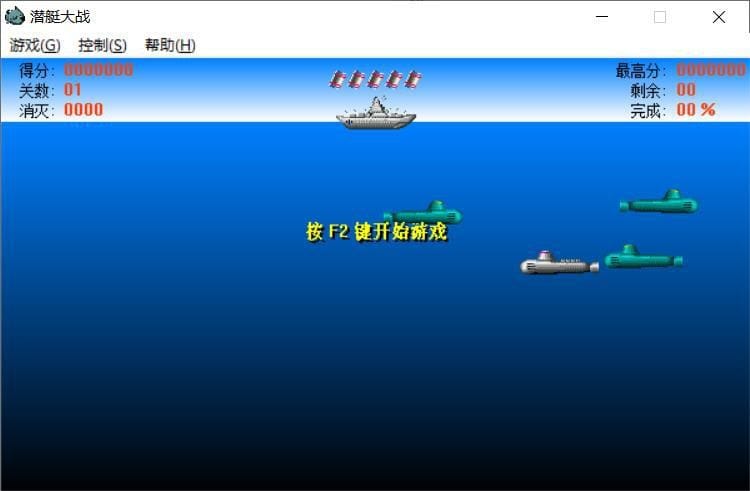 潜艇大战
游戏(G) 控制(S) 帮助(H)
得分: 0000000
最高分: 0000000
关数: 01
剩余: 00
消灭: 0000
完成: 00 %
按 F2 键开始游戏